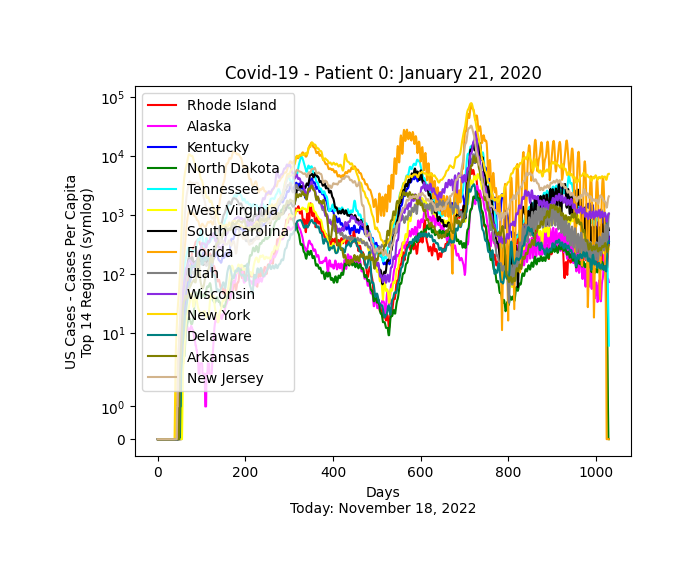 Covid-19 - Patient 0: January 21, 2020
US Cases - Cases Per Capita
Top 14 Regions (symlog)
10^5
10^4
10^3
10^2
10^1
10^0
0
Rhode Island
Alaska
Kentucky
North Dakota
Tennessee
West Virginia
South Carolina
Florida
Utah
Wisconsin
New York
Delaware
Arkansas
New Jersey
0 200 400 600 800 1000
Days
Today: November 18, 2022